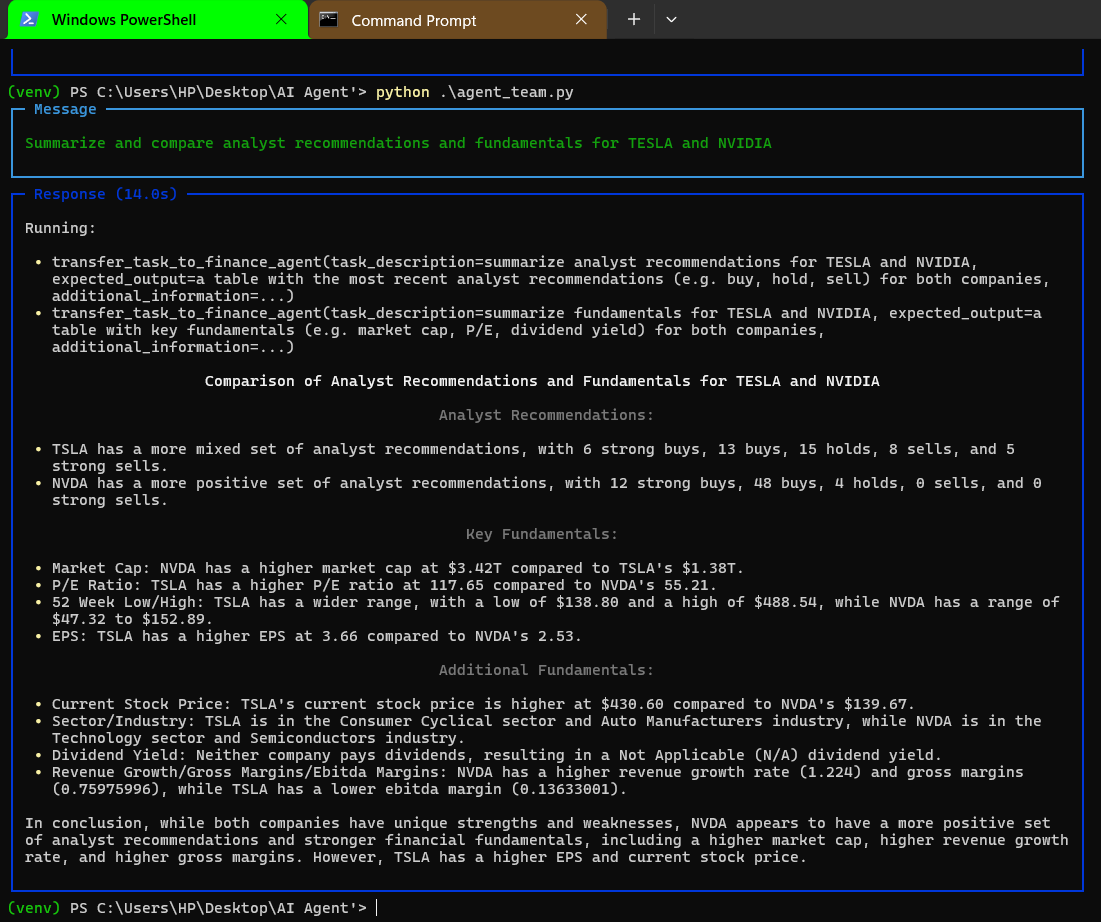 Windows PowerShell
Command Prompt
(venv) PS C:\Users\HP\Desktop\AI Agent'> python .\agent_team.py
Message
Summarize and compare analyst recommendations and fundamentals for TESLA and NVIDIA
Response (14.0s)
Running:
• transfer_task_to_finance_agent(task_description=summarize analyst recommendations for TESLA and NVIDIA,
expected_output=a table with the most recent analyst recommendations (e.g. buy, hold, sell) for both companies,
additional_information=...)
• transfer_task_to_finance_agent(task_description=summarize fundamentals for TESLA and NVIDIA, expected_output=a
table with key fundamentals (e.g. market cap, P/E, dividend yield) for both companies,
additional_information=...)
Comparison of Analyst Recommendations and Fundamentals for TESLA and NVIDIA
Analyst Recommendations:
• TSLA has a more mixed set of analyst recommendations, with 6 strong buys, 13 buys, 15 holds, 8 sells, and 5
strong sells.
• NVDA has a more positive set of analyst recommendations, with 12 strong buys, 48 buys, 4 holds, 0 sells, and 0
strong sells.
Key Fundamentals:
• Market Cap: NVDA has a higher market cap at $3.42T compared to TSLA's $1.38T.
• P/E Ratio: TSLA has a higher P/E ratio at 117.65 compared to NVDA's 55.21.
• 52 Week Low/High: TSLA has a wider range, with a low of $138.80 and a high of $488.54, while NVDA has a range of
$47.32 to $152.89.
• EPS: TSLA has a higher EPS at 3.66 compared to NVDA's 2.53.
Additional Fundamentals:
• Current Stock Price: TSLA's current stock price is higher at $430.60 compared to NVDA's $139.67.
• Sector/Industry: TSLA is in the Consumer Cyclical sector and Auto Manufacturers industry, while NVDA is in the
Technology sector and Semiconductors industry.
• Dividend Yield: Neither company pays dividends, resulting in a Not Applicable (N/A) dividend yield.
• Revenue Growth/Gross Margins/Ebitda Margins: NVDA has a higher revenue growth rate (1.224) and gross margins
(0.75975996), while TSLA has a lower ebitda margin (0.13633001).
In conclusion, while both companies have unique strengths and weaknesses, NVDA appears to have a more positive set
of analyst recommendations and stronger financial fundamentals, including a higher market cap, higher revenue growth
rate, and higher gross margins. However, TSLA has a higher EPS and current stock price.
(venv) PS C:\Users\HP\Desktop\AI Agent'>